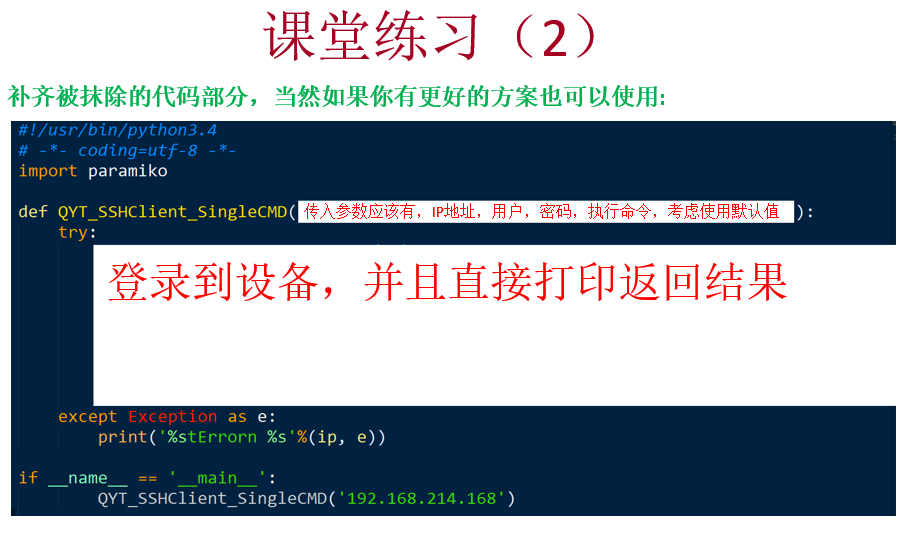 课堂练习（2）
补齐被抹除的代码部分，当然如果你有更好的方案也可以使用:
#!/usr/bin/python3.4
# -*- coding=utf-8 -*-
import paramiko
def QYT_SSHClient_SingleCMD( 传入参数应该有，IP地址，用户，密码，执行命令，考虑使用默认值 ):
try:
登录到设备，并且直接打印返回结果
except Exception as e:
print('%stErrorn %s'%(ip, e))
if __name__ == '__main__':
QYT_SSHClient_SingleCMD('192.168.214.168')